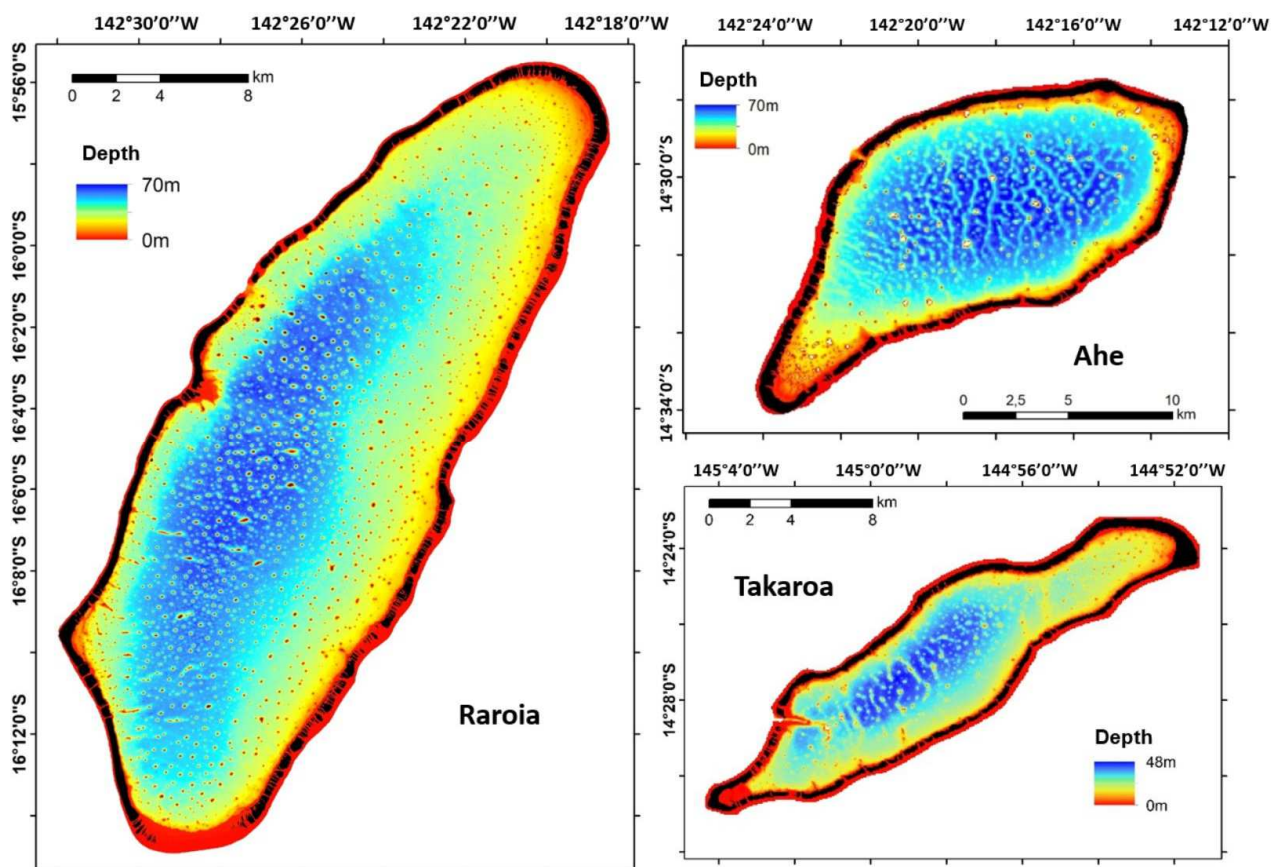 142°30’0’’W 142°26’0’’W 142°22’0’’W 142°18’0’’W
15°56’0’’S
16°0’0’’S
16°2’0’’S
16°4’0’’S
16°6’0’’S
16°8’0’’S
16°12’0’’S
0 2 4 8 km
Depth
70m
0m
Raroia
142°24’0’’W 142°20’0’’W 142°16’0’’W 142°12’0’’W
14°30’0’’S
14°34’0’’S
Depth
70m
0m
Ahe
0 2,5 5 10
km
145°4’0’’W 145°0’0’’W 144°56’0’’W 144°52’0’’W
14°24’0’’S
14°28’0’’S
0 2 4 8 km
Takaroa
Depth
48m
0m